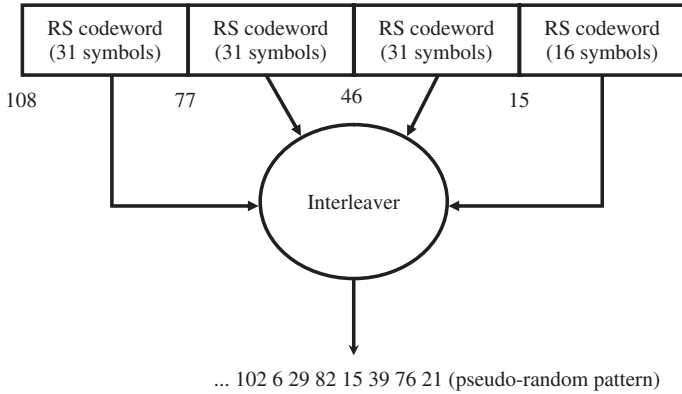 RS codeword
(31 symbols)
RS codeword
(31 symbols)
RS codeword
(31 symbols)
RS codeword
(16 symbols)
108
77
46
15
Interleaver
... 102 6 29 82 15 39 76 21 (pseudo-random pattern)